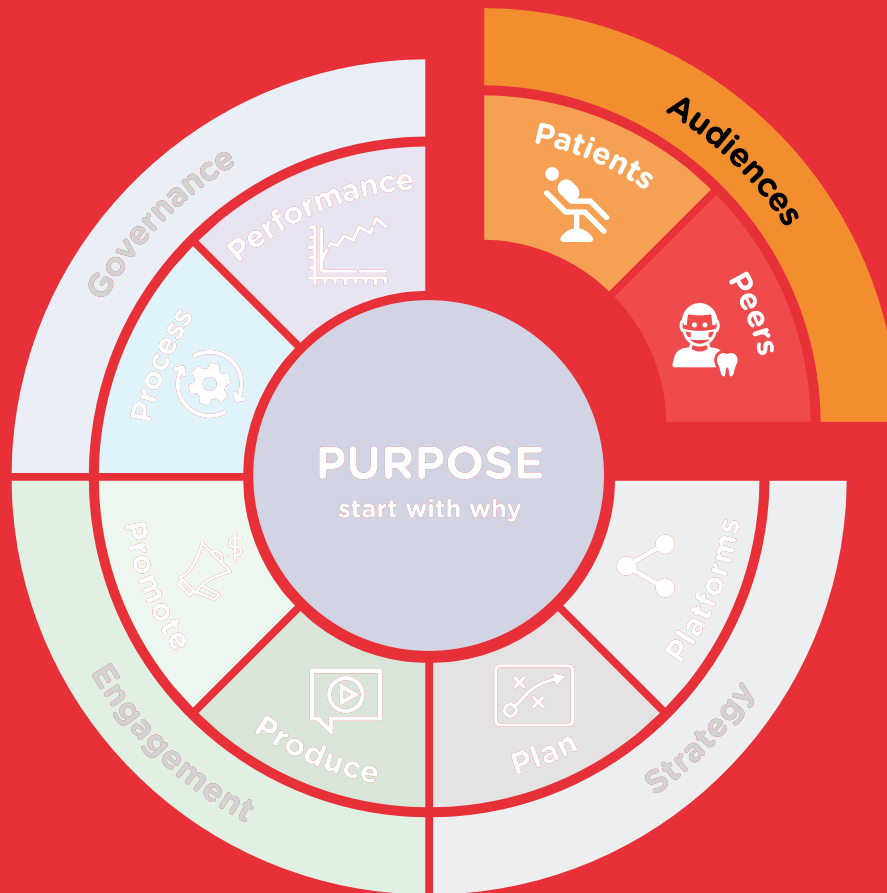 Audiences
Patients
Peers
Governance
Performance
Process
PURPOSE
start with why
Promote
$
Platforms
Engagement
Produce
Plan
Strategy